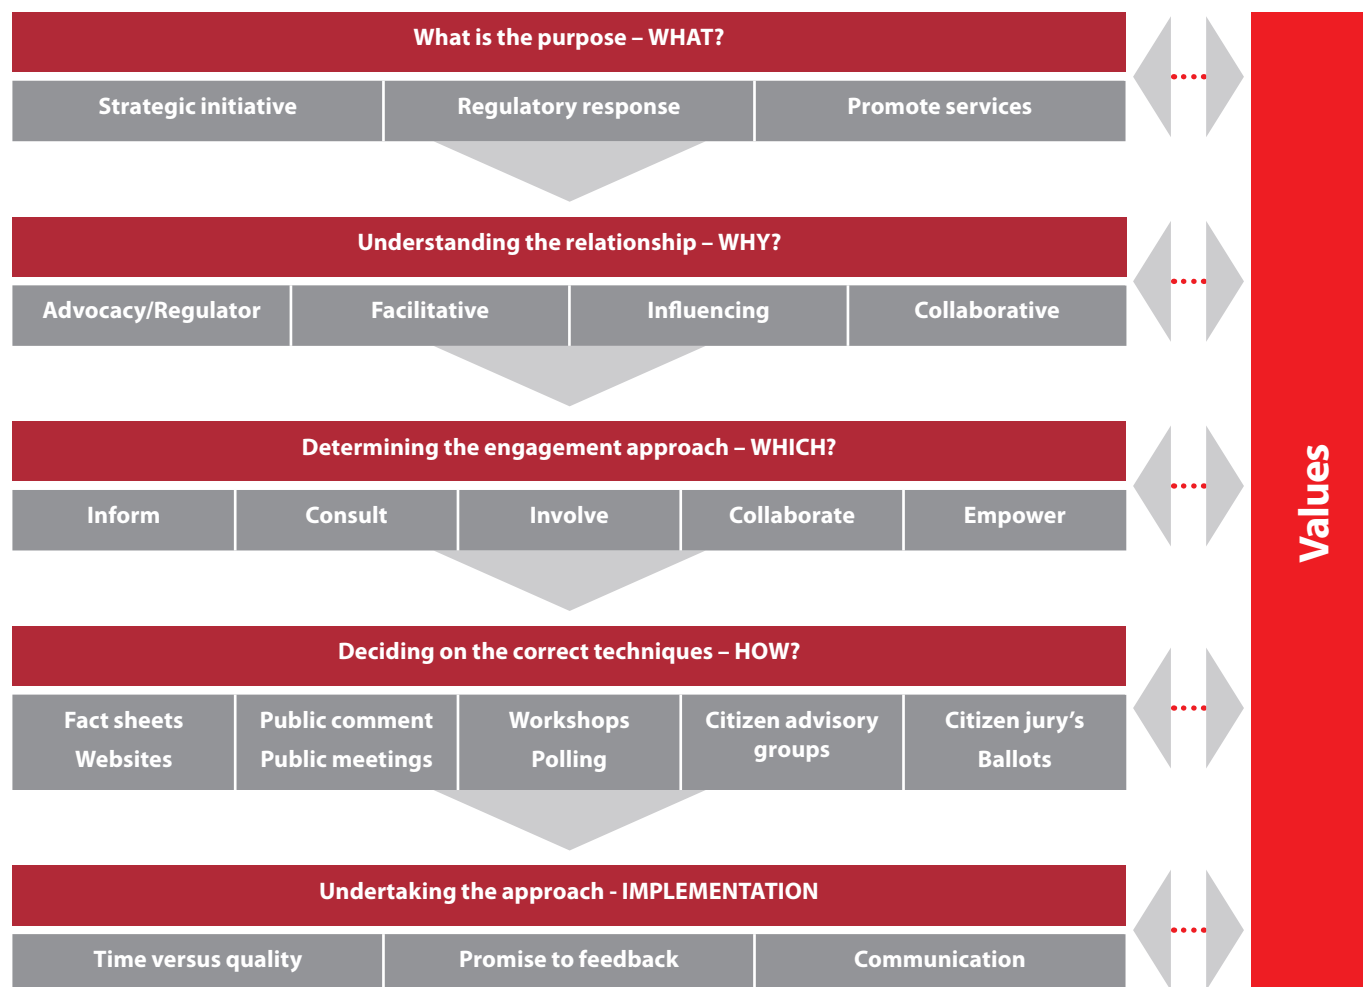 What is the purpose – WHAT?
Strategic initiative
Regulatory response
Promote services
Understanding the relationship – WHY?
Advocacy/Regulator
Facilitative
Influencing
Collaborative
Determining the engagement approach – WHICH?
Inform
Consult
Involve
Collaborate
Empower
Deciding on the correct techniques – HOW?
Fact sheets
Websites
Public comment
Public meetings
Workshops
Polling
Citizen advisory
groups
Citizen jury's
Ballots
Undertaking the approach - IMPLEMENTATION
Time versus quality
Promise to feedback
Communication
Values